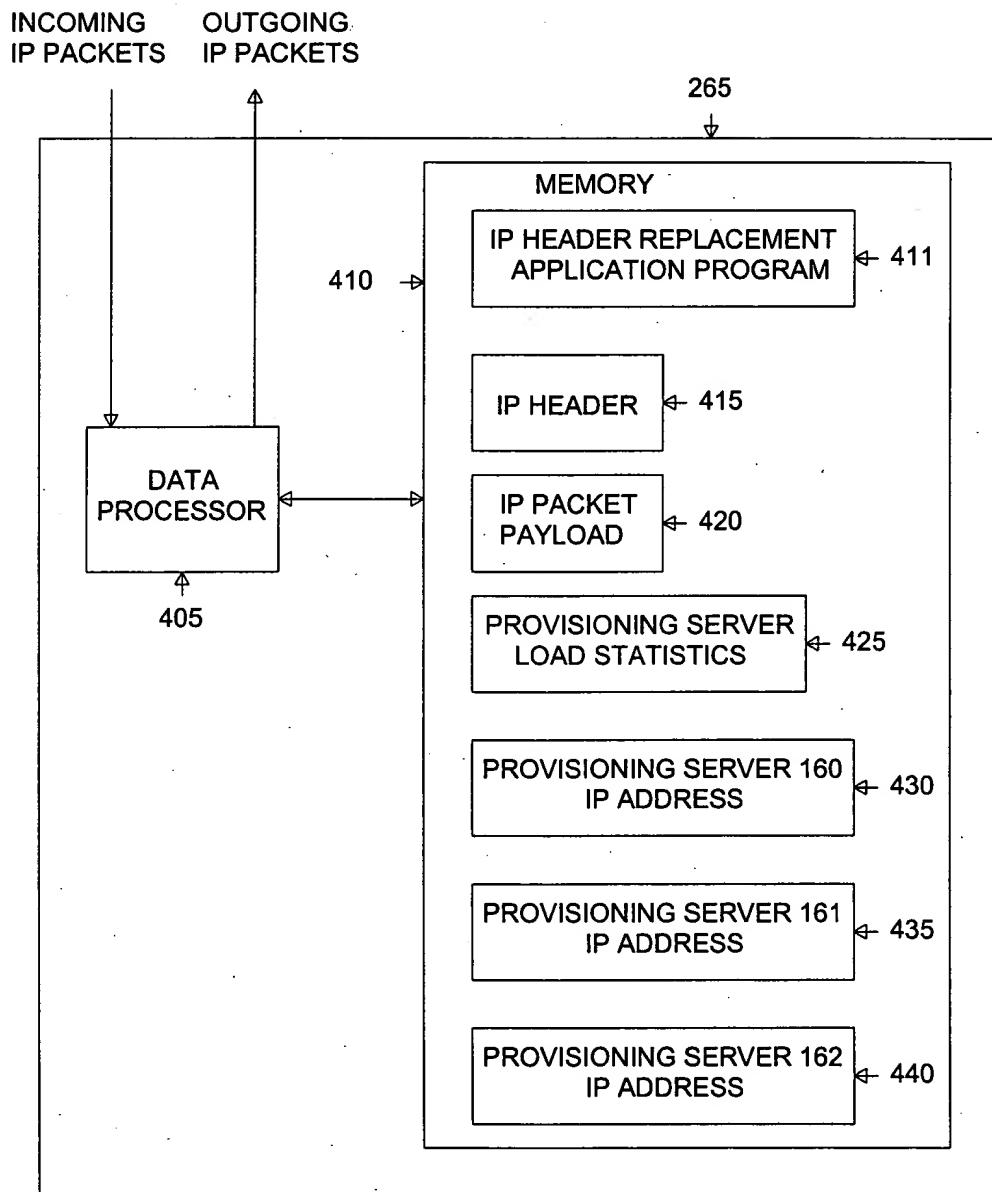 INCOMING
IP PACKETS
OUTGOING
IP PACKETS
265
MEMORY
IP HEADER REPLACEMENT
APPLICATION PROGRAM
411
410
IP HEADER
415
DATA
PROCESSOR
405
IP PACKET
PAYLOAD
420
PROVISIONING SERVER
LOAD STATISTICS
425
PROVISIONING SERVER 160
IP ADDRESS
430
PROVISIONING SERVER 161
IP ADDRESS
435
PROVISIONING SERVER 162
IP ADDRESS
440